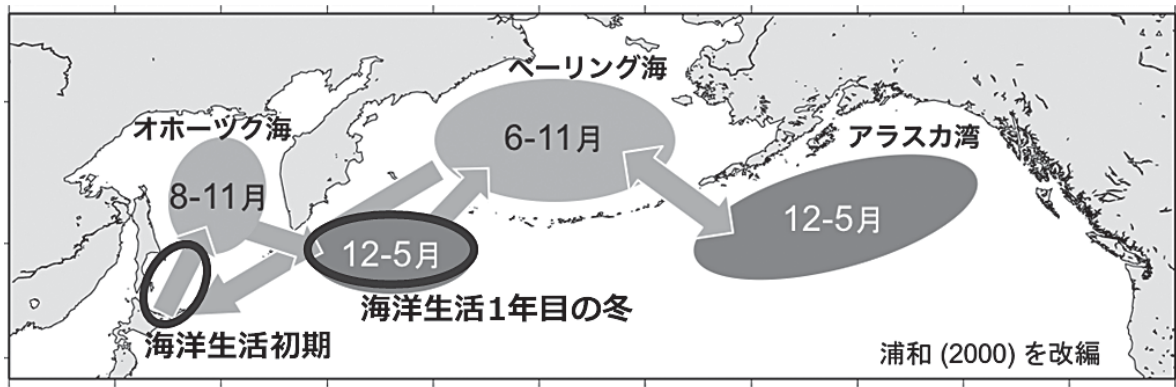 ベーリング海
オホーツク海
6-11月
アラスカ湾
8-11月
12-5月
12-5月
海洋生活1年目の冬
海洋生活初期
浦和 (2000) を改編